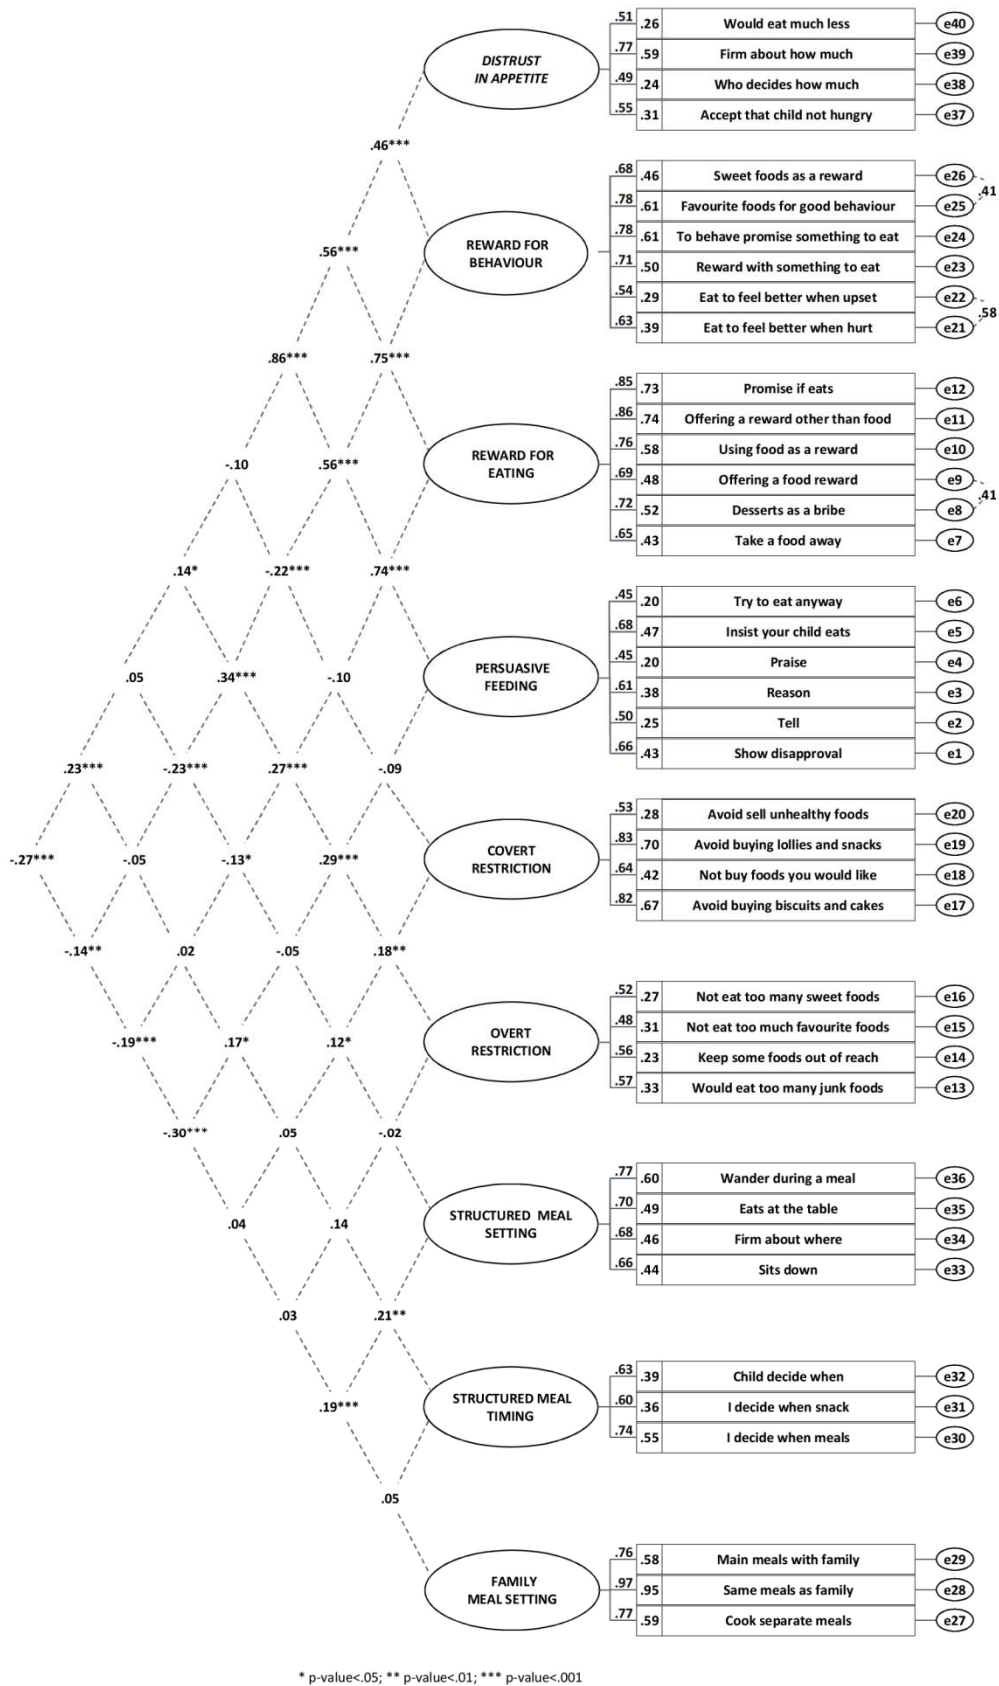 .51 .26 Would eat much less e40
DISTRUST
IN APPETITE
.77 .59 Firm about how much e39
.49 .24 Who decides how much e38
.55 .31 Accept that child not hungry e37
.46***
.68 .46 Sweet foods as a reward e26
.41
.78 .61 Favourite foods for good behaviour e25
.78 .61 To behave promise something to eat e24
REWARD FOR
BEHAVIOUR
.56***
.71 .50 Reward with something to eat e23
.54 .29 Eat to feel better when upset e22
.58
.63 .39 Eat to feel better when hurt e21
.86*** .75***
.85 .73 Promise if eats e12
.86 .74 Offering a reward other than food e11
.76 .58 Using food as a reward e10
REWARD FOR
EATING
-.10 .56***
.69 .48 Offering a food reward e9
.41
.72 .52 Desserts as a bribe e8
.65 .43 Take a food away e7
.14* -.22*** .74***
.45 .20 Try to eat anyway e6
.68 .47 Insist your child eats e5
.45 .20 Praise e4
PERSUASIVE
FEEDING
.05 .34*** -.10
.61 .38 Reason e3
.50 .25 Tell e2
.66 .43 Show disapproval e1
.23*** -.23*** .27*** -.09
.53 .28 Avoid sell unhealthy foods e20
.83 .70 Avoid buying lollies and snacks e19
COVERT
RESTRICTION
-.27*** -.05 -.13* .29***
.64 .42 Not buy foods you would like e18
.82 .67 Avoid buying biscuits and cakes e17
-.14** .02 -.05 .18**
.52 .27 Not eat too many sweet foods e16
.48 .31 Not eat too much favourite foods e15
OVERT
RESTRICTION
-.19*** .17* .12*
.56 .23 Keep some foods out of reach e14
.57 .33 Would eat too many junk foods e13
-.30*** .05 -.02
.77 .60 Wander during a meal e36
.70 .49 Eats at the table e35
STRUCTURED MEAL
SETTING
.04 .14
.68 .46 Firm about where e34
.66 .44 Sits down e33
.03 .21**
.63 .39 Child decide when e32
STRUCTURED MEAL
TIMING
.19***
.60 .36 I decide when snack e31
.74 .55 I decide when meals e30
.05
.76 .58 Main meals with family e29
FAMILY
MEAL SETTING
.97 .95 Same meals as family e28
.77 .59 Cook separate meals e27
* p-value<.05; ** p-value<.01; *** p-value<.001